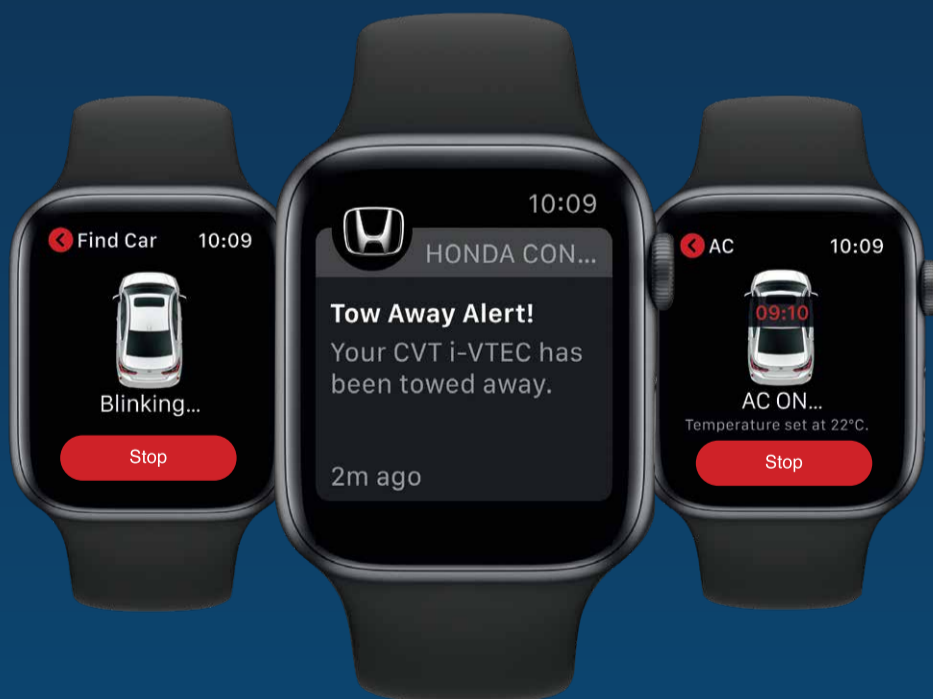 Find Car 10:09
Blinking...
Stop
10:09
HONDA CON...
Tow Away Alert!
Your CVT i-VTEC has
been towed away.
2m ago
AC 10:09
09:10
AC ON...
Temperature set at 22°C.
Stop